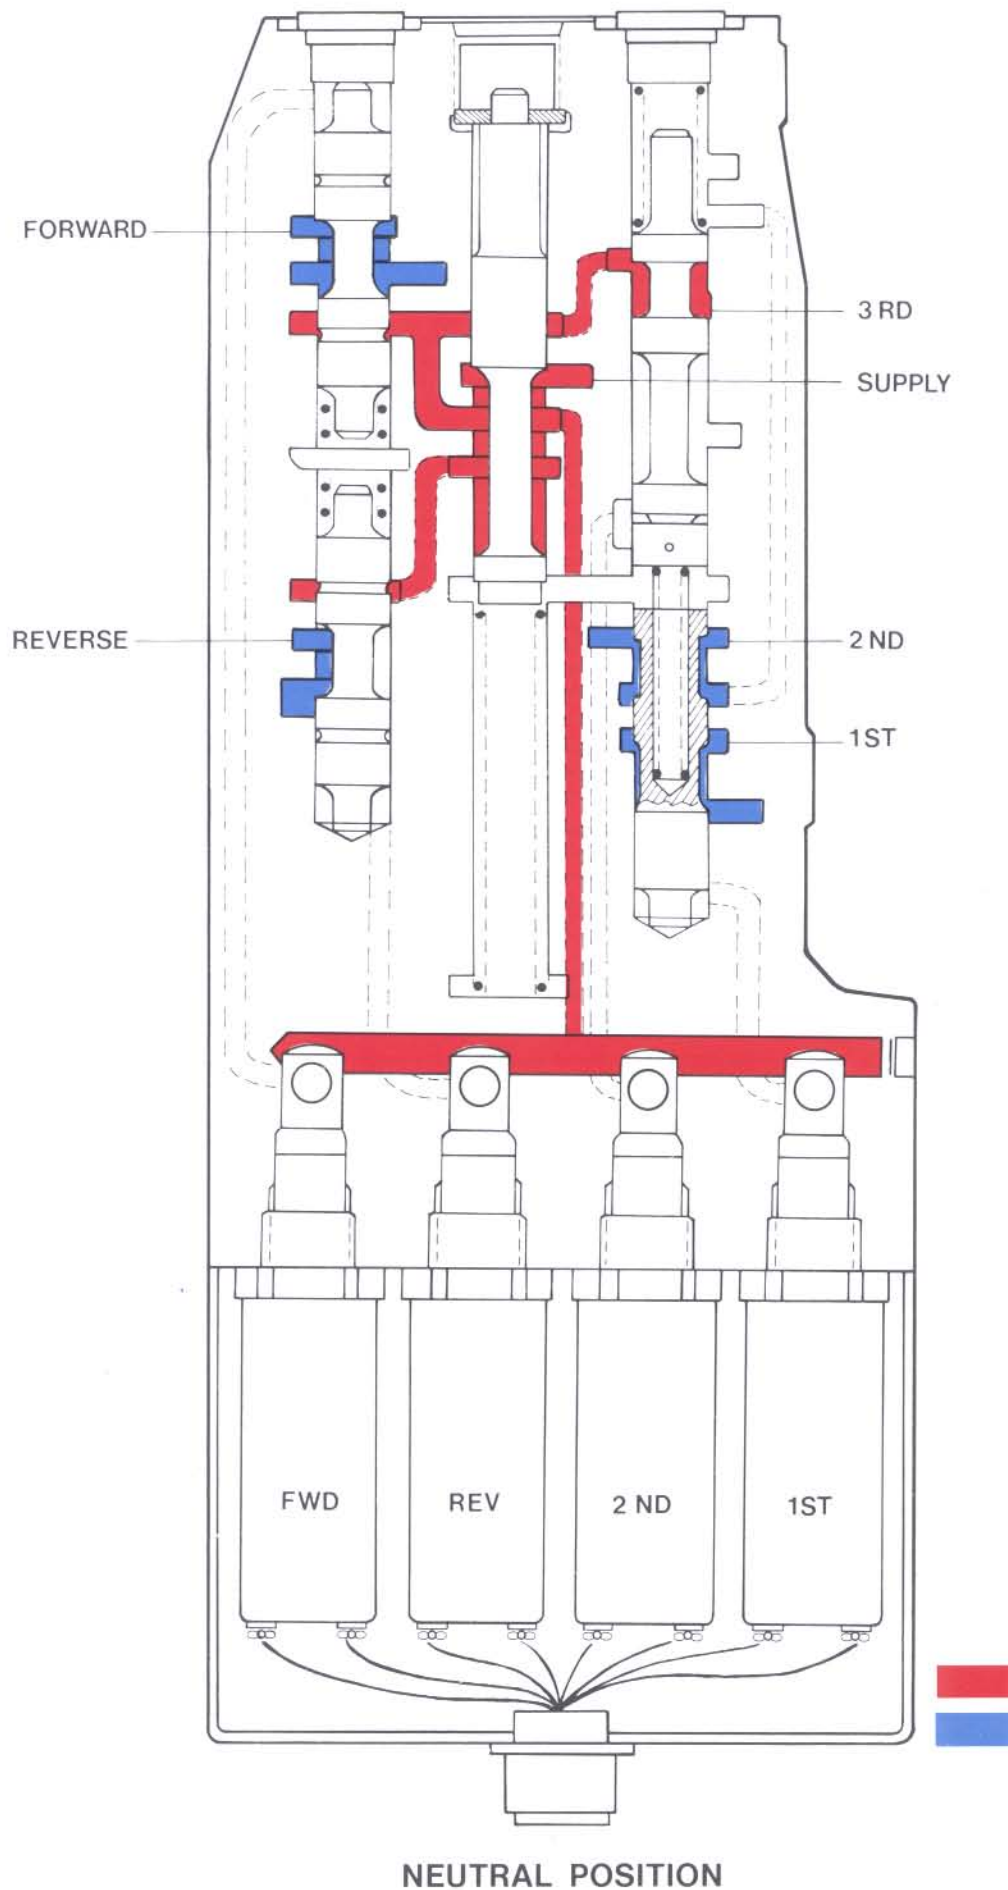 FORWARD
3 RD
SUPPLY
REVERSE
2 ND
1ST
FWD
REV
2 ND
1ST
NEUTRAL POSITION